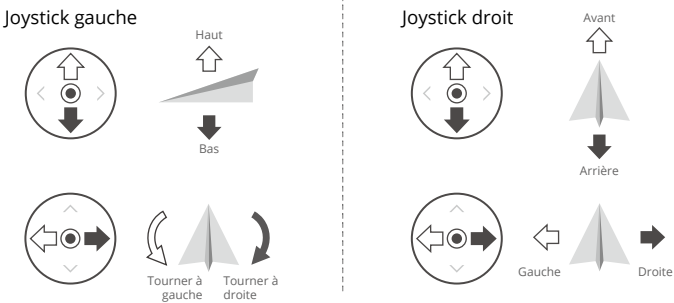 Joystick gauche
Haut
Bas
Tourner à
gauche
Tourner à
droite
Joystick droit
Avant
Arrière
Gauche
Droite